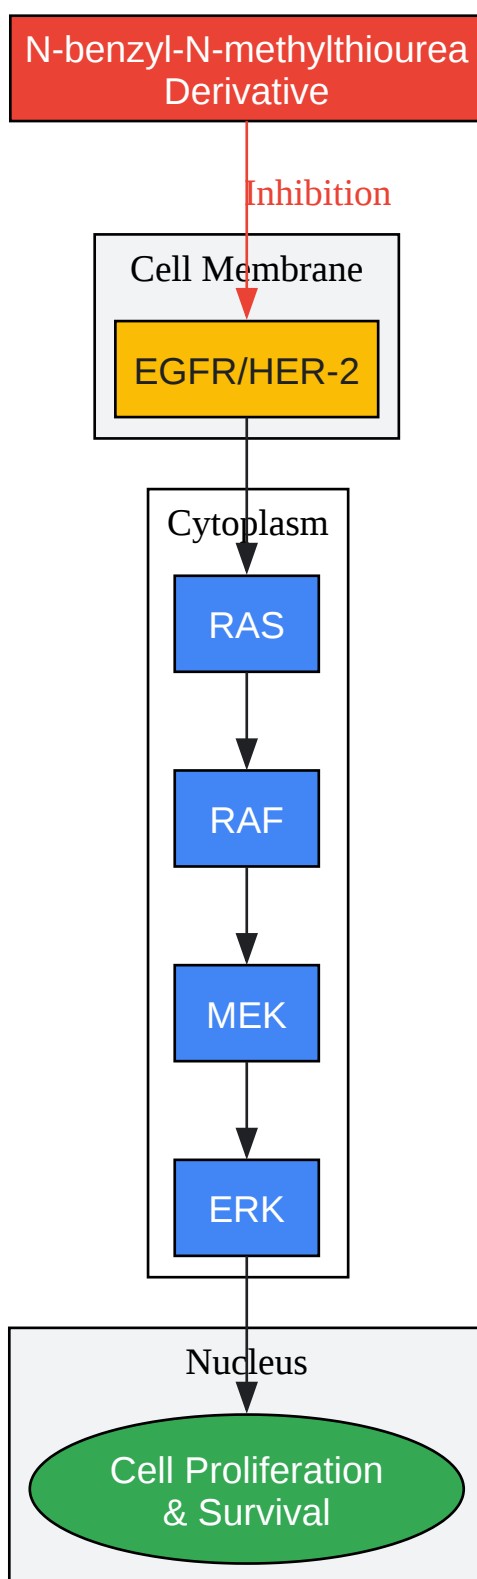 N-benzyl-N-methylthiourea
Derivative
Inhibition
Cell Membrane
EGFR/HER-2
Cytoplasm
RAS
RAF
MEK
ERK
Nucleus
Cell Proliferation
& Survival